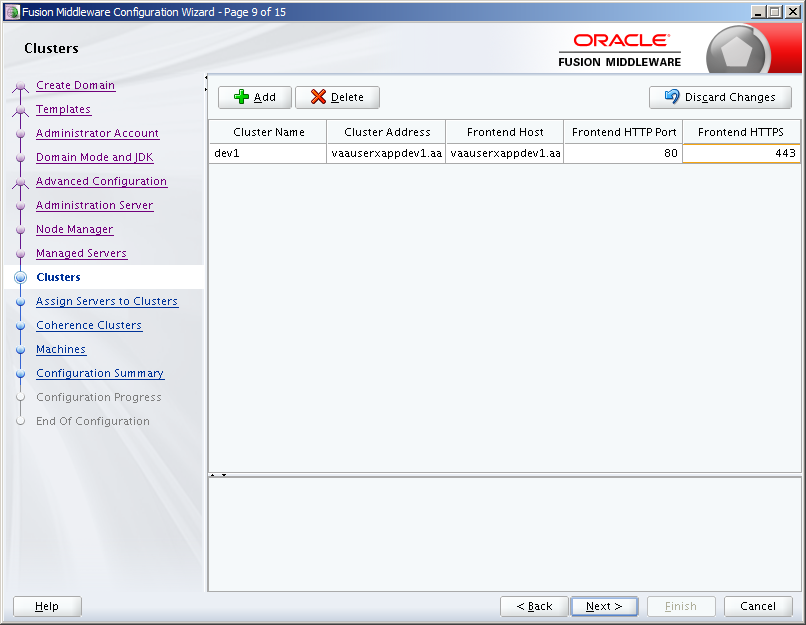 Fusion Middleware Configuration Wizard - Page 9 of 15
Clusters
ORACLE
FUSION MIDDLEWARE
Create Domain
Templates
Administrator Account
Domain Mode and JDK
Advanced Configuration
Administration Server
Node Manager
Managed Servers
Clusters
Assign Servers to Clusters
Coherence Clusters
Machines
Configuration Summary
Configuration Progress
End Of Configuration
Add Delete Discard Changes
Cluster Name Cluster Address Frontend Host Frontend HTTP Port Frontend HTTPS
dev1 vaauserxappdev1.aa vaauserxappdev1.aa 80 443
Help < Back Next > Finish Cancel